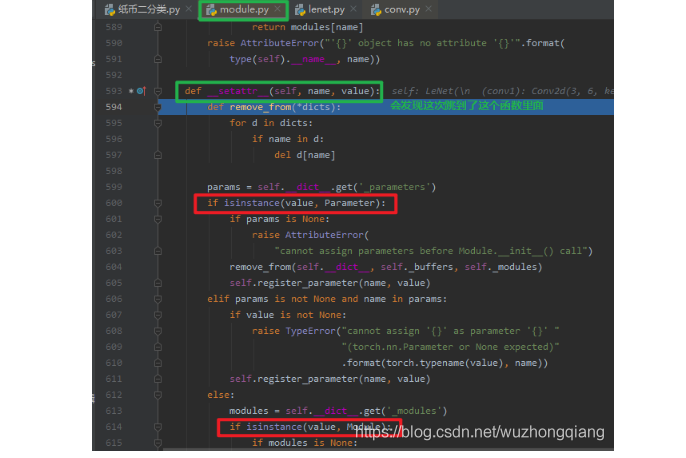 纸币二分类.py module.py lenet.py conv.py
589 return modules[name]
590 raise AttributeError("'{}' object has no attribute '{}'".format(
591 type(self).__name__, name))
592
593 def __setattr__(self, name, value): self: LeNet(\n (conv1): Conv2d(3, 6, ke
594 def remove_from(*dicts): 会发现这次跳到了这个函数里面
595 for d in dicts:
596 if name in d:
597 del d[name]
598
599 params = self.__dict__.get('_parameters')
600 if isinstance(value, Parameter):
601 if params is None:
602 raise AttributeError(
603 "cannot assign parameters before Module.__init__() call")
604 remove_from(self.__dict__, self._buffers, self._modules)
605 self.register_parameter(name, value)
606 elif params is not None and name in params:
607 if value is not None:
608 raise TypeError("cannot assign '{}' as parameter '{}' "
609 "(torch.nn.Parameter or None expected)"
610 .format(torch.typename(value), name))
611 self.register_parameter(name, value)
612 else:
613 modules = self.__dict__.get('_modules')
614 if isinstance(value, Module):
https://blog.csdn.net/wuzhongqiang
615 if modules is None: